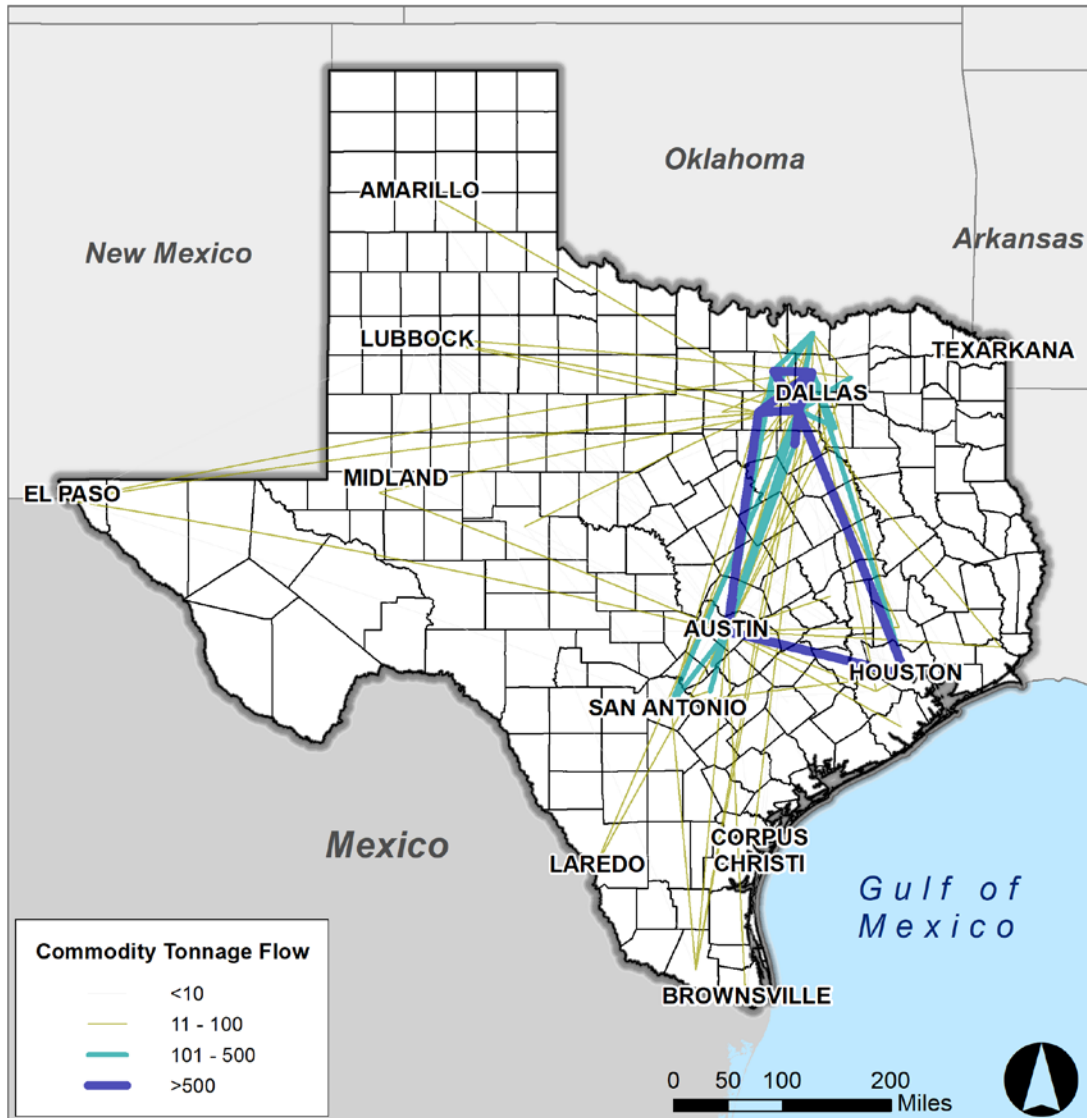 Oklahoma
AMARILLO
New Mexico
Arkansas
LUBBOCK
TEXARKANA
DALLAS
MIDLAND
EL PASO
AUSTIN
HOUSTON
SAN ANTONIO
Mexico
CORPUS
CHRISTI
LAREDO
Gulf of
Mexico
BROWNSVILLE
Commodity Tonnage Flow
<10
11 - 100
101 - 500
>500
0 50 100 200
Miles